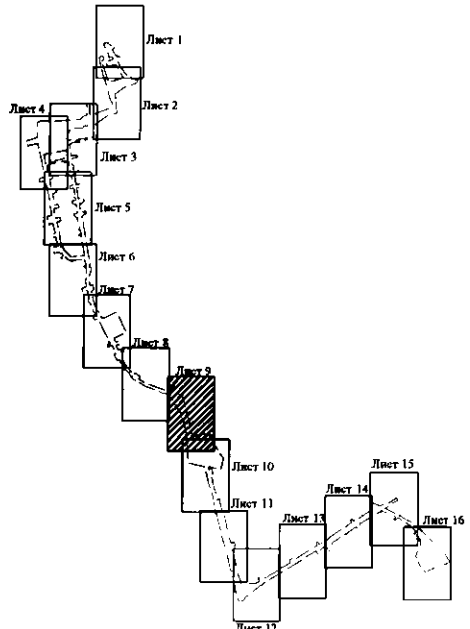 Лист 1
Лист 2
Лист 4
Лист 3
Лист 5
Лист 6
Лист 7
Лист 8
Лист 9
Лист 10
Лист 11
Лист 15
Лист 14
Лист 13
Лист 16
Лист 12